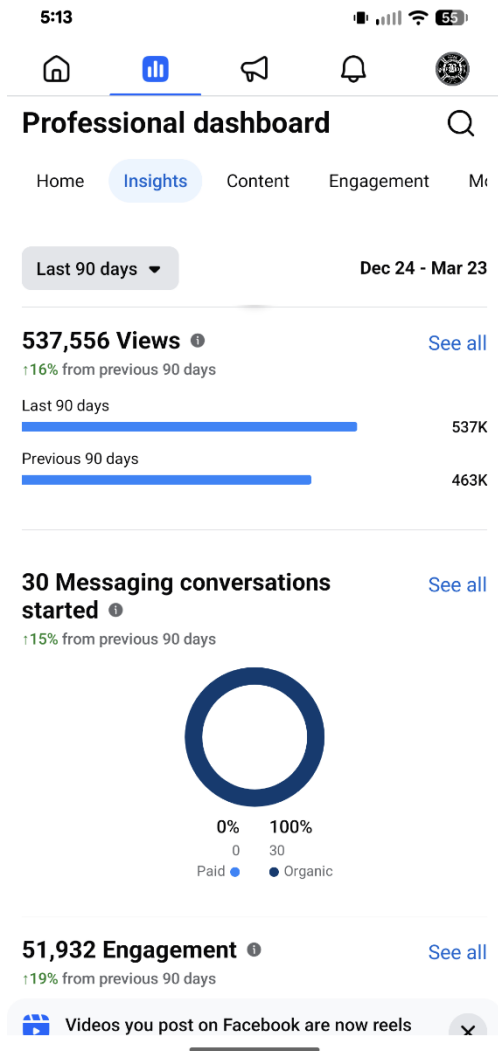 5:13
55
Professional dashboard
Home Insights Content Engagement Mo
Last 90 days Dec 24 - Mar 23
537,556 Views See all
↑16% from previous 90 days
Last 90 days
537K
Previous 90 days
463K
30 Messaging conversations See all
started
↑15% from previous 90 days
0% 100%
0 30
Paid Organic
51,932 Engagement See all
↑19% from previous 90 days
Videos you post on Facebook are now reels